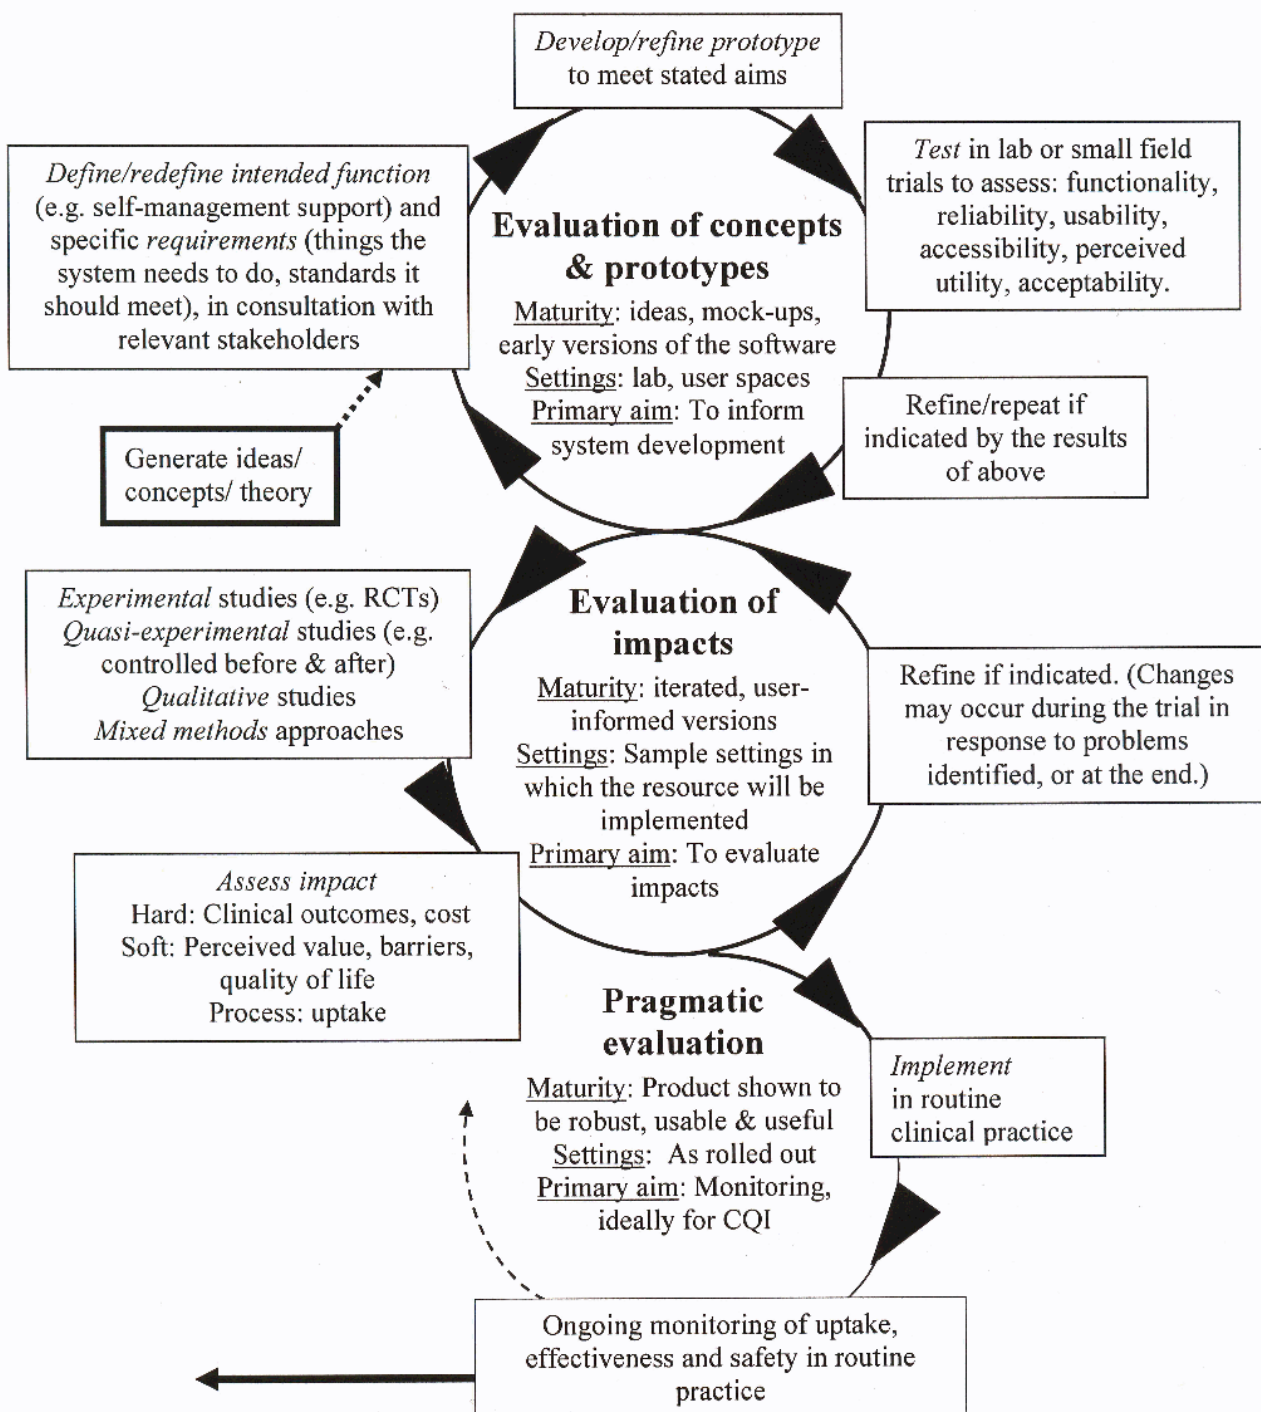 Develop/refine prototype
to meet stated aims
Define/redefine intended function
(e.g. self-management support) and
specific requirements (things the
system needs to do, standards it
should meet), in consultation with
relevant stakeholders
Test in lab or small field
trials to assess: functionality,
reliability, usability,
accessibility, perceived
utility, acceptability.
Evaluation of concepts
& prototypes
Maturity: ideas, mock-ups,
early versions of the software
Settings: lab, user spaces
Primary aim: To inform
system development
Refine/repeat if
indicated by the results
of above
Generate ideas/
concepts/ theory
Experimental studies (e.g. RCTs)
Quasi-experimental studies (e.g.
controlled before & after)
Qualitative studies
Mixed methods approaches
Evaluation of
impacts
Maturity: iterated, user-
informed versions
Settings: Sample settings in
which the resource will be
implemented
Primary aim: To evaluate
impacts
Refine if indicated. (Changes
may occur during the trial in
response to problems
identified, or at the end.)
Assess impact
Hard: Clinical outcomes, cost
Soft: Perceived value, barriers,
quality of life
Process: uptake
Pragmatic
evaluation
Maturity: Product shown to
be robust, usable & useful
Settings:  As rolled out
Primary aim: Monitoring,
ideally for CQI
Implement
in routine
clinical practice
Ongoing monitoring of uptake,
effectiveness and safety in routine
practice